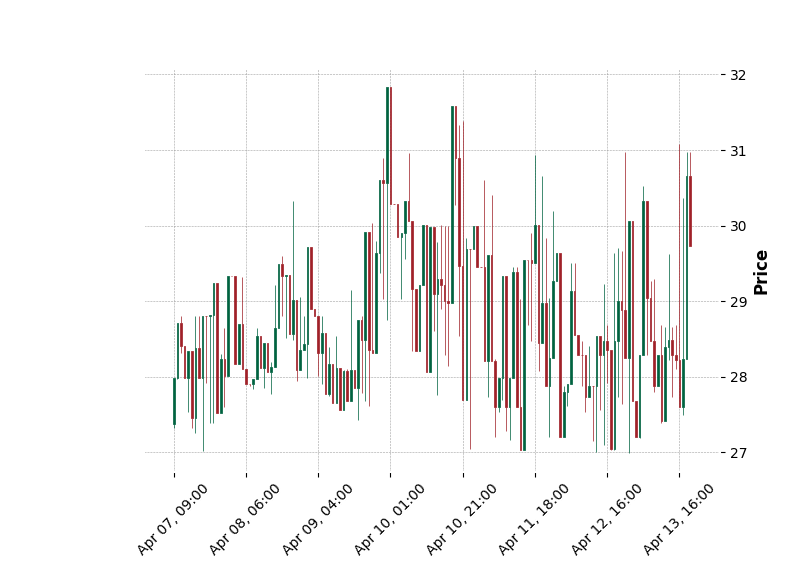 32
31
30
29
28
27
Price
Apr 07, 09:00
Apr 08, 06:00
Apr 09, 04:00
Apr 10, 01:00
Apr 10, 21:00
Apr 11, 18:00
Apr 12, 16:00
Apr 13, 16:00